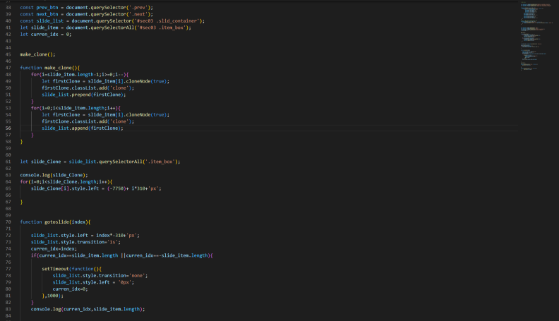 const prev_btn = document.querySelector('.prev');
const next_btn = document.querySelector('.next');
const slide_list = document.querySelector('#sec03 .slid_container');
let slide_item = document.querySelectorAll('#sec03 .item_box');
let curren_idx = 0;
make_clone();
function make_clone(){
for(i=slide_item.length-1;i>=0;i--){
let firstClone = slide_item[i].cloneNode(true);
firstClone.classList.add('clone');
slide_list.prepend(firstClone);
}
for(i=0;i<slide_item.length;i++){
let firstClone = slide_item[i].cloneNode(true);
firstClone.classList.add('clone');
slide_list.append(firstClone);
}
}
let slide_Clone = slide_list.querySelectorAll('.item_box');
console.log(slide_Clone);
for(i=0;i<slide_Clone.length;i++){
slide_Clone[i].style.left = (-7750)+ i*310+'px';
}
function gotoslide(index){
slide_list.style.left = index*-310+'px';
slide_list.style.transition='1s';
curren_idx=index;
if(curren_idx==slide_item.length ||curren_idx==-slide_item.length){
setTimeout(function(){
slide_list.style.transition='none';
slide_list.style.left = '0px';
curren_idx=0;
},1000);
}
console.log(curren_idx,slide_item.length);